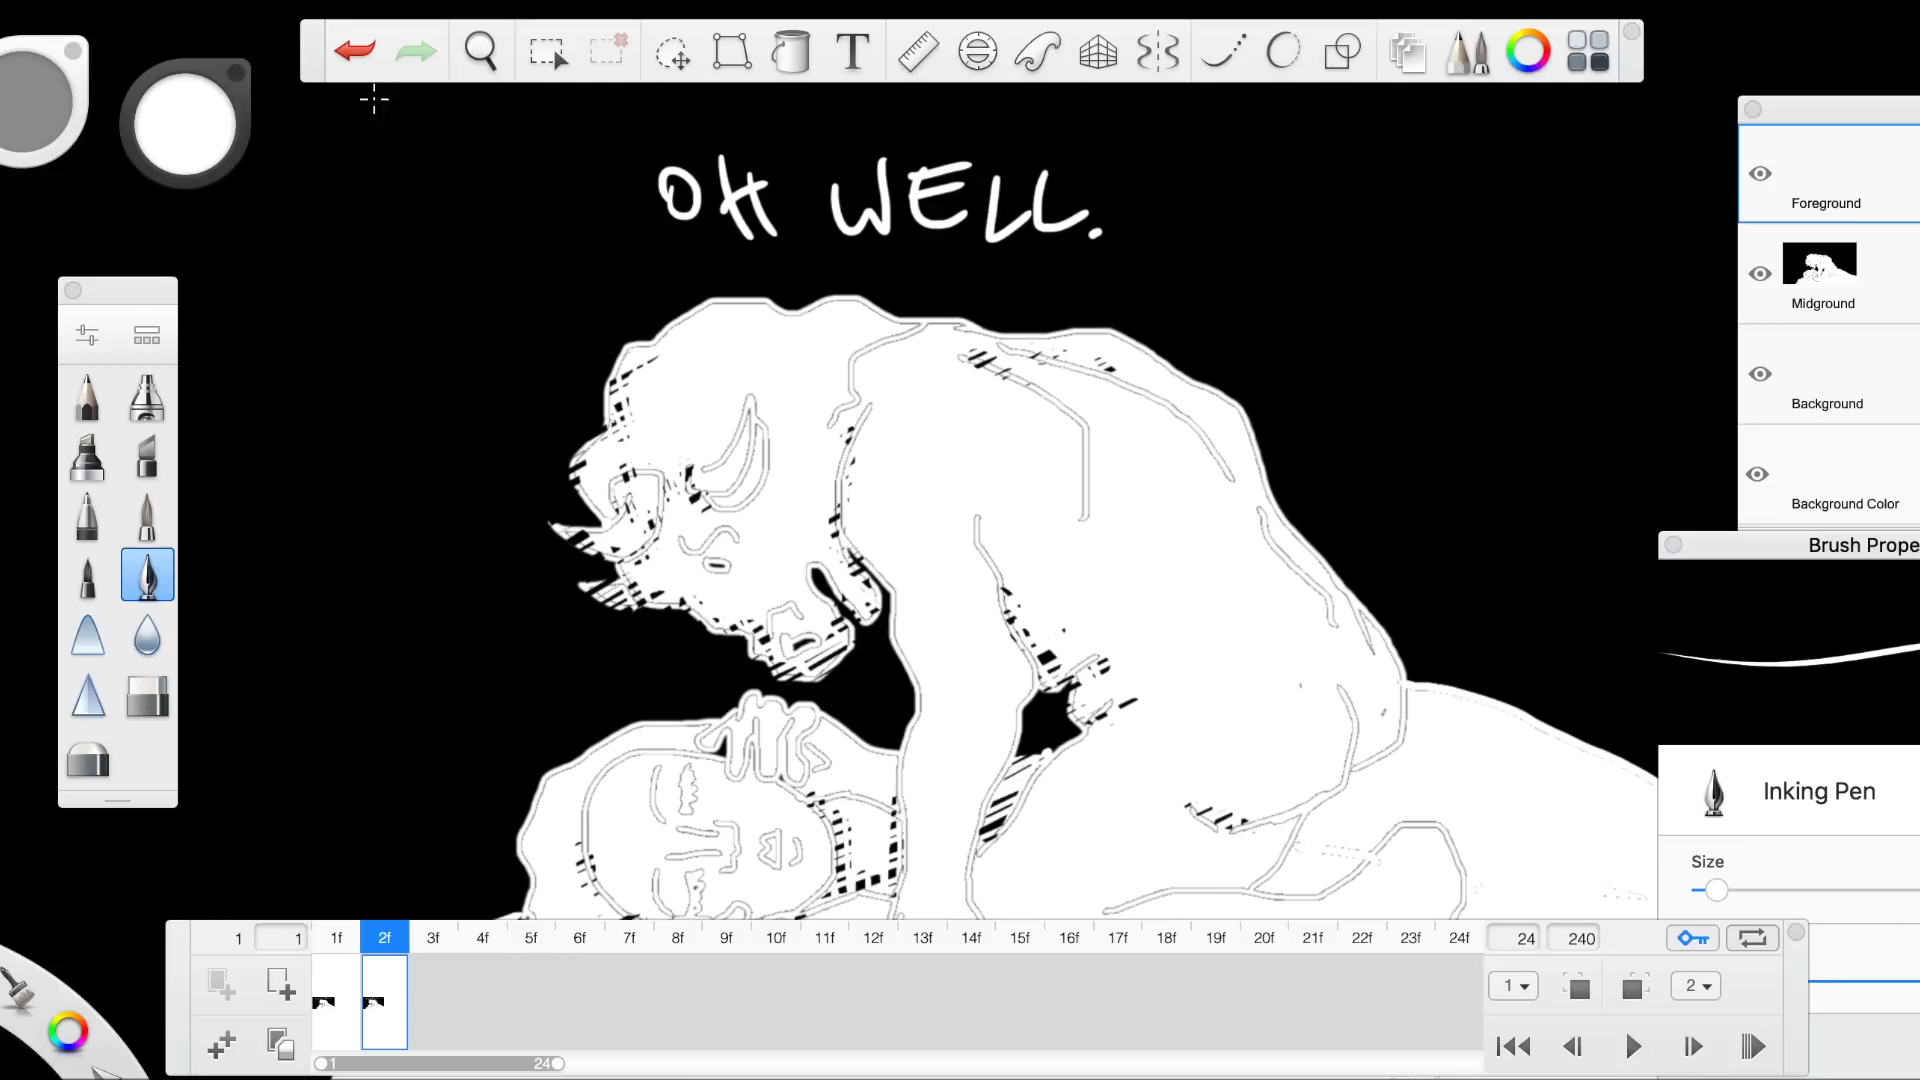 T
OH WELL.
Foreground
Midground
Background
Background Color
Brush Prope
Inking Pen
Size
1 1 1f 2f 3f 4f 5f 6f 7f 8f 9f 10f 11f 12f 13f 14f 15f 16f 17f 18f 19f 20f 21f 22f 23f 24f 24 240
1 2
1 24